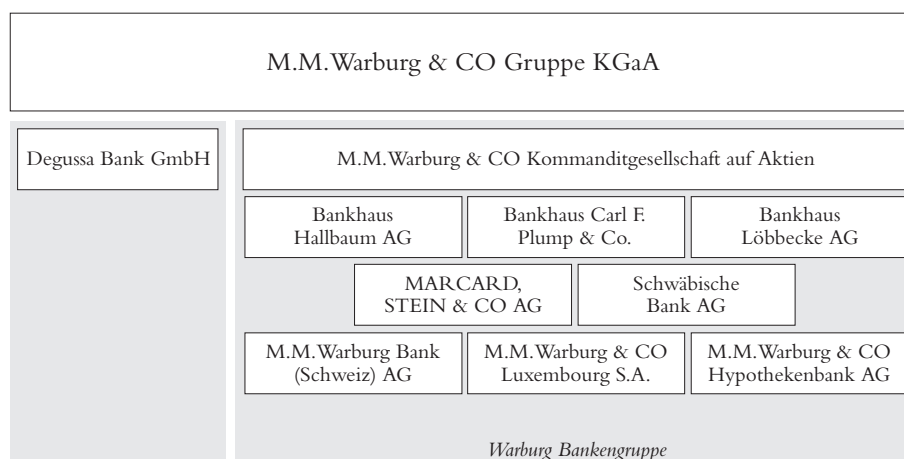 M.M.Warburg & CO Gruppe KGaA
Degussa Bank GmbH
M.M.Warburg & CO Kommanditgesellschaft auf Aktien
Bankhaus
Hallbaum AG
Bankhaus Carl F.
Plump & Co.
Bankhaus
Löbbecke AG
MARCARD,
STEIN & CO AG
Schwäbische
Bank AG
M.M.Warburg Bank
(Schweiz) AG
M.M.Warburg & CO
Luxembourg S.A.
M.M.Warburg & CO
Hypothekenbank AG
Warburg Bankengruppe